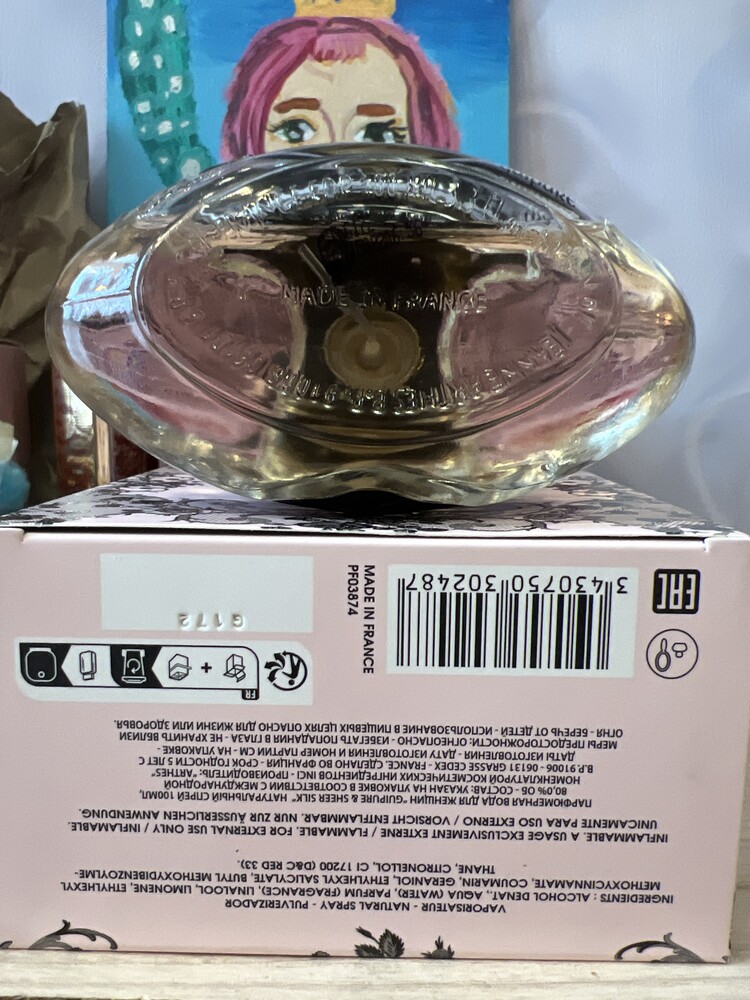 MADE IN FRANCE
VAPORISATEUR - NATURAL SPRAY - PULVERIZADOR
INGREDIENTS : ALCOHOL DENAT., AQUA (WATER), PARFUM (FRAGRANCE), LINALOOL, LIMONENE, ETHYLHEXYL
METHOXYCINNAMATE, COUMARIN, GERANIOL, ETHYLHEXYL SALICYLATE, BUTYL METHOXYDIBENZOYLME-
THANE, CITRONELLOL, CI 17200 (D&C RED 33).
INFLAMMABLE. A USAGE EXCLUSIVEMENT EXTERNE / FLAMMABLE. FOR EXTERNAL USE ONLY / INFLAMABLE.
UNICAMENTE PARA USO EXTERNO / VORSICHT / ENTFLAMMBAR. NUR ZUR ÄUSSERLICHEN ANWENDUNG
ПАРФЮМЕРНАЯ ВОДА ДЛЯ ЖЕНЩИН "GUIPURE & SHEER SILK" НАТУРАЛЬНЫЙ СПРЕЙ, 100МЛ,
80,00% ОБ - СОСТАВ: УКАЗАН НА УПАКОВКЕ В СООТВЕТСТВИИ С МЕЖДУНАРОДНОЙ
НОМЕНКЛАТУРОЙ КОСМЕТИЧЕСКИХ ИНГРЕДИЕНТОВ INCI - ПРОИЗВОДИТЕЛЬ: "ARTHES"
B.P. 91006 - 06131 GRASSE CEDEX - FRANCE. СДЕЛАНО ВО ФРАНЦИИ - СРОК ГОДНОСТИ 5 ЛЕТ С
ДАТЫ ИЗГОТОВЛЕНИЯ - ДАТУ ИЗГОТОВЛЕНИЯ И НОМЕР ПАРТИИ СМ - НА УПАКОВКЕ -
МЕРЫ ПРЕДОСТОРОЖНОСТИ: ОГНЕОПАСНО - ИЗБЕГАТЬ ПОПАДАНИЯ В ГЛАЗА - НЕ ХРАНИТЬ ВБЛИЗИ
ОГНЯ - БЕРЕЧЬ ОТ ДЕТЕЙ - ИСПОЛЬЗОВАНИЕ В ПИЩЕВЫХ ЦЕЛЯХ ОПАСНО ДЛЯ ЖИЗНИ ИЛИ ЗДОРОВЬЯ.
FR
EAC
3 430750 302487
MADE IN FRANCE
PF03874
G172